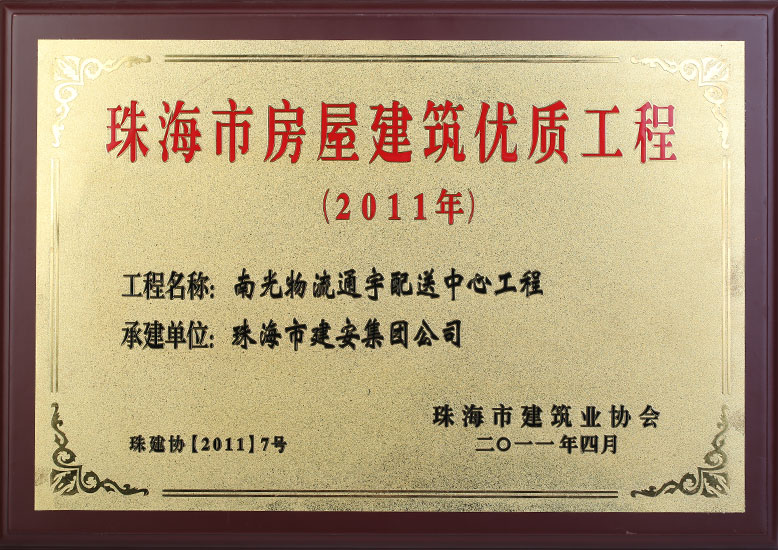 珠海市房屋建筑优质工程
(2011年)
工程名称：南光物流通宇配送中心工程
承建单位：珠海市建安集团公司
珠海市建筑业协会
珠建协【2011】7号
二〇一一年四月